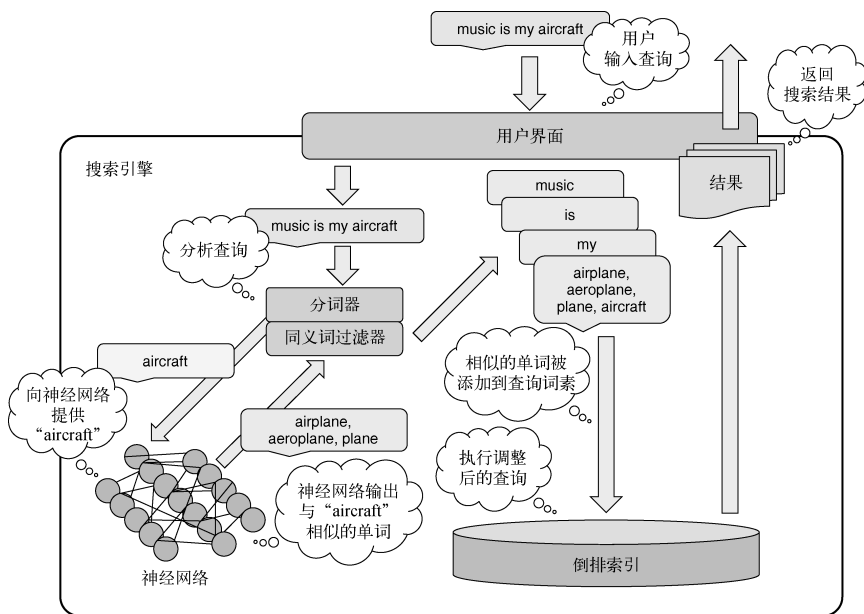 music is my aircraft
用户
输入查询
返回
搜索结果
用户界面
搜索引擎
结果
music
is
my
airplane,
aeroplane,
plane, aircraft
music is my aircraft
分析查询
分词器
同义词过滤器
aircraft
向神经网络
提供
“aircraft”
airplane,
aeroplane, plane
相似的单词被
添加到查询词素
执行调整
后的查询
神经网络输出
与“aircraft”
相似的单词
神经网络
倒排索引